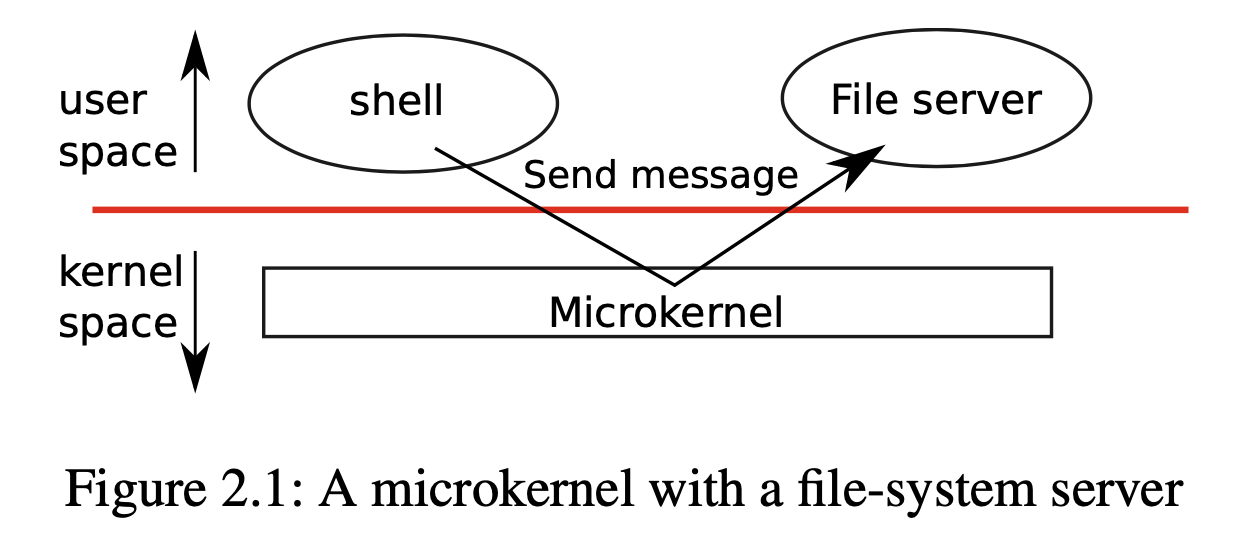 user
space
shell
File server
Send message
kernel
space
Microkernel
Figure 2.1: A microkernel with a file-system server